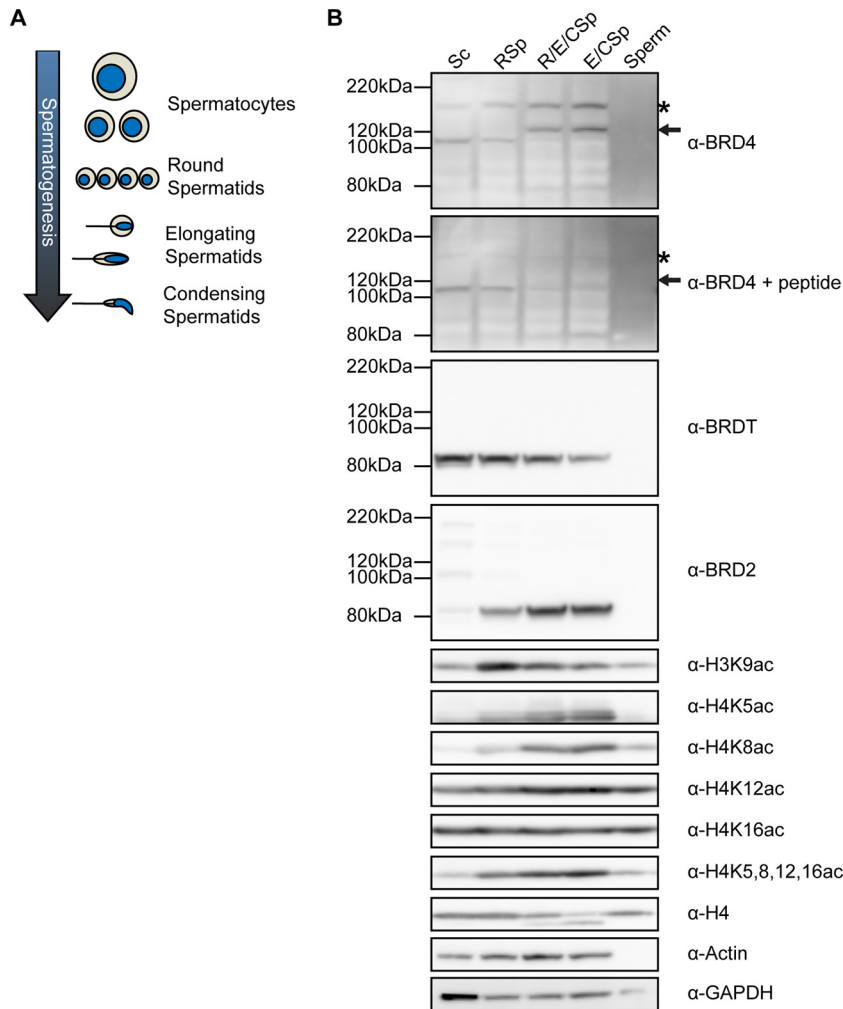 A
Spermatogenesis
Spermatocytes
Round
Spermatids
Elongating
Spermatids
Condensing
Spermatids
B
Sc
RSp
R/E/CSp
E/CSp
Sperm
220kDa
120kDa
100kDa
80kDa
*
α-BRD4
220kDa
120kDa
100kDa
80kDa
*
α-BRD4 + peptide
220kDa
120kDa
100kDa
80kDa
α-BRDT
220kDa
120kDa
100kDa
80kDa
α-BRD2
α-H3K9ac
α-H4K5ac
α-H4K8ac
α-H4K12ac
α-H4K16ac
α-H4K5,8,12,16ac
α-H4
α-Actin
α-GAPDH